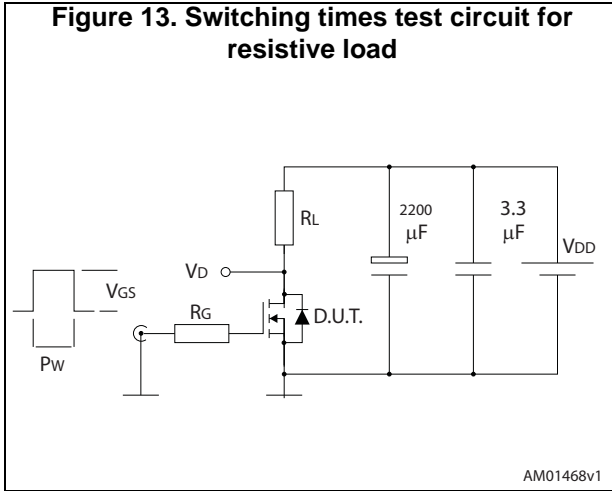 Figure 13. Switching times test circuit for
resistive load
RL
2200
μF
3.3
μF
VDD
VD
VGS
RG
D.U.T.
PW
AM01468v1